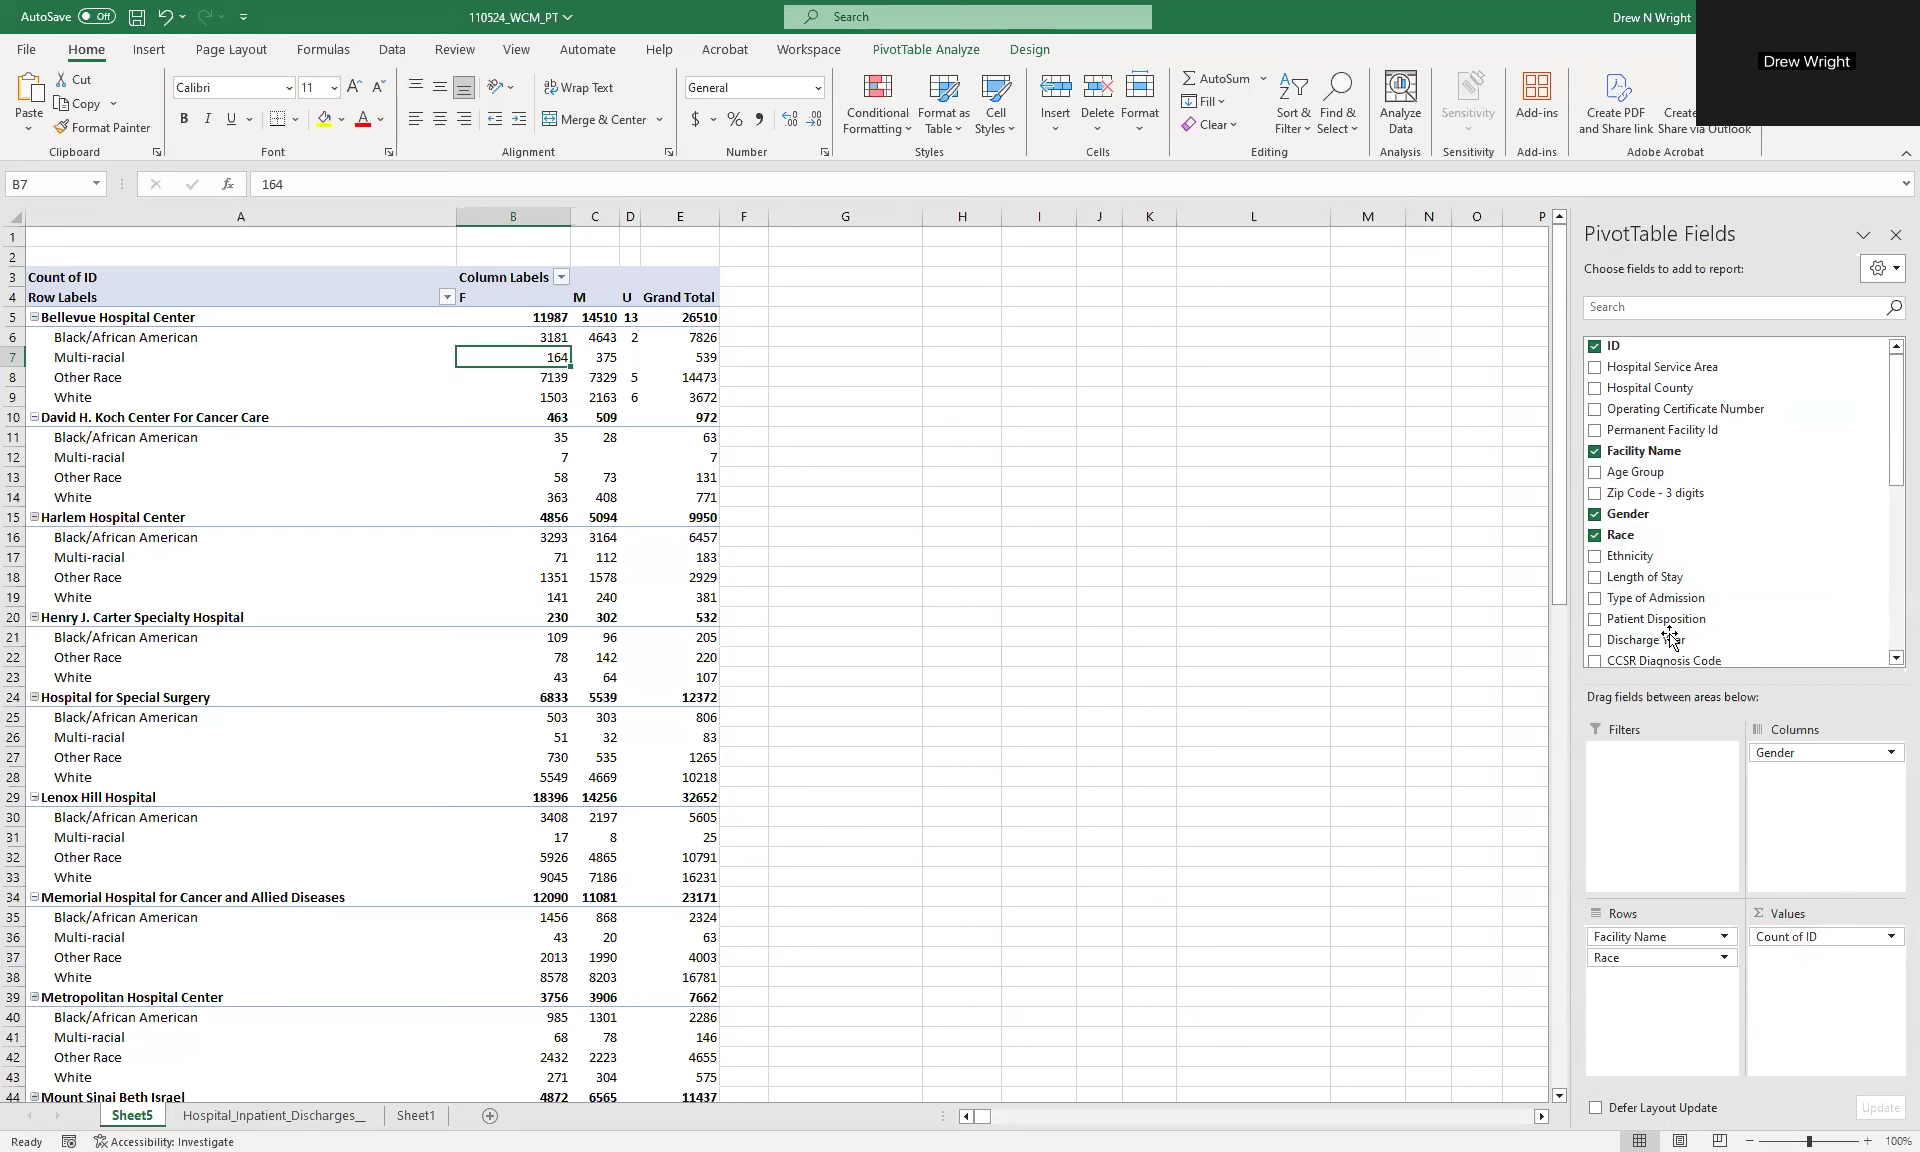 AutoSave Off 110524_WCM_PT Search Drew N Wright
Drew Wright
File Home Insert Page Layout Formulas Data Review View Automate Help Acrobat Workspace PivotTable Analyze Design
Paste Cut Calibri 11 Wrap Text General Conditional Formatting Format as Table Cell Styles Insert Delete Format AutoSum Sort & Filter Find & Select Analyze Data Sensitivity Add-ins Create PDF and Share link
Copy Merge & Center Fill Share via Outlook
Format Painter Clear
Clipboard Font Alignment Number Styles Cells Editing Analysis Sensitivity Add-ins Adobe Acrobat
B7 fx 164
A B C D E F G H I J K L M N O P
1
2
3 Count of ID Column Labels
4 Row Labels F M U Grand Total
5 Bellevue Hospital Center 11987 14510 13 26510
6 Black/African American 3181 4643 2 7826
7 Multi-racial 164 375 539
8 Other Race 7139 7329 5 14473
9 White 1503 2163 6 3672
10 David H. Koch Center For Cancer Care 463 509 972
11 Black/African American 35 28 63
12 Multi-racial 7 7
13 Other Race 58 73 131
14 White 363 408 771
15 Harlem Hospital Center 4856 5094 9950
16 Black/African American 3293 3164 6457
17 Multi-racial 71 112 183
18 Other Race 1351 1578 2929
19 White 141 240 381
20 Henry J. Carter Specialty Hospital 230 302 532
21 Black/African American 109 96 205
22 Other Race 78 142 220
23 White 43 64 107
24 Hospital for Special Surgery 6833 5539 12372
25 Black/African American 503 303 806
26 Multi-racial 51 32 83
27 Other Race 730 535 1265
28 White 5549 4669 10218
29 Lenox Hill Hospital 18396 14256 32652
30 Black/African American 3408 2197 5605
31 Multi-racial 17 8 25
32 Other Race 5926 4865 10791
33 White 9045 7186 16231
34 Memorial Hospital for Cancer and Allied Diseases 12090 11081 23171
35 Black/African American 1456 868 2324
36 Multi-racial 43 20 63
37 Other Race 2013 1990 4003
38 White 8578 8203 16781
39 Metropolitan Hospital Center 3756 3906 7662
40 Black/African American 985 1301 2286
41 Multi-racial 68 78 146
42 Other Race 2432 2223 4655
43 White 271 304 575
44 Mount Sinai Beth Israel 4872 6565 11437
PivotTable Fields
Choose fields to add to report:
Search
ID
Hospital Service Area
Hospital County
Operating Certificate Number
Permanent Facility Id
Facility Name
Age Group
Zip Code - 3 digits
Gender
Race
Ethnicity
Length of Stay
Type of Admission
Patient Disposition
Discharge
CCSR Diagnosis Code
Drag fields between areas below:
Filters Columns
Gender
Rows Values
Facility Name Count of ID
Race
Defer Layout Update Update
Sheet5 Hospital_Inpatient_Discharges__ Sheet1
Ready Accessibility: Investigate 100%